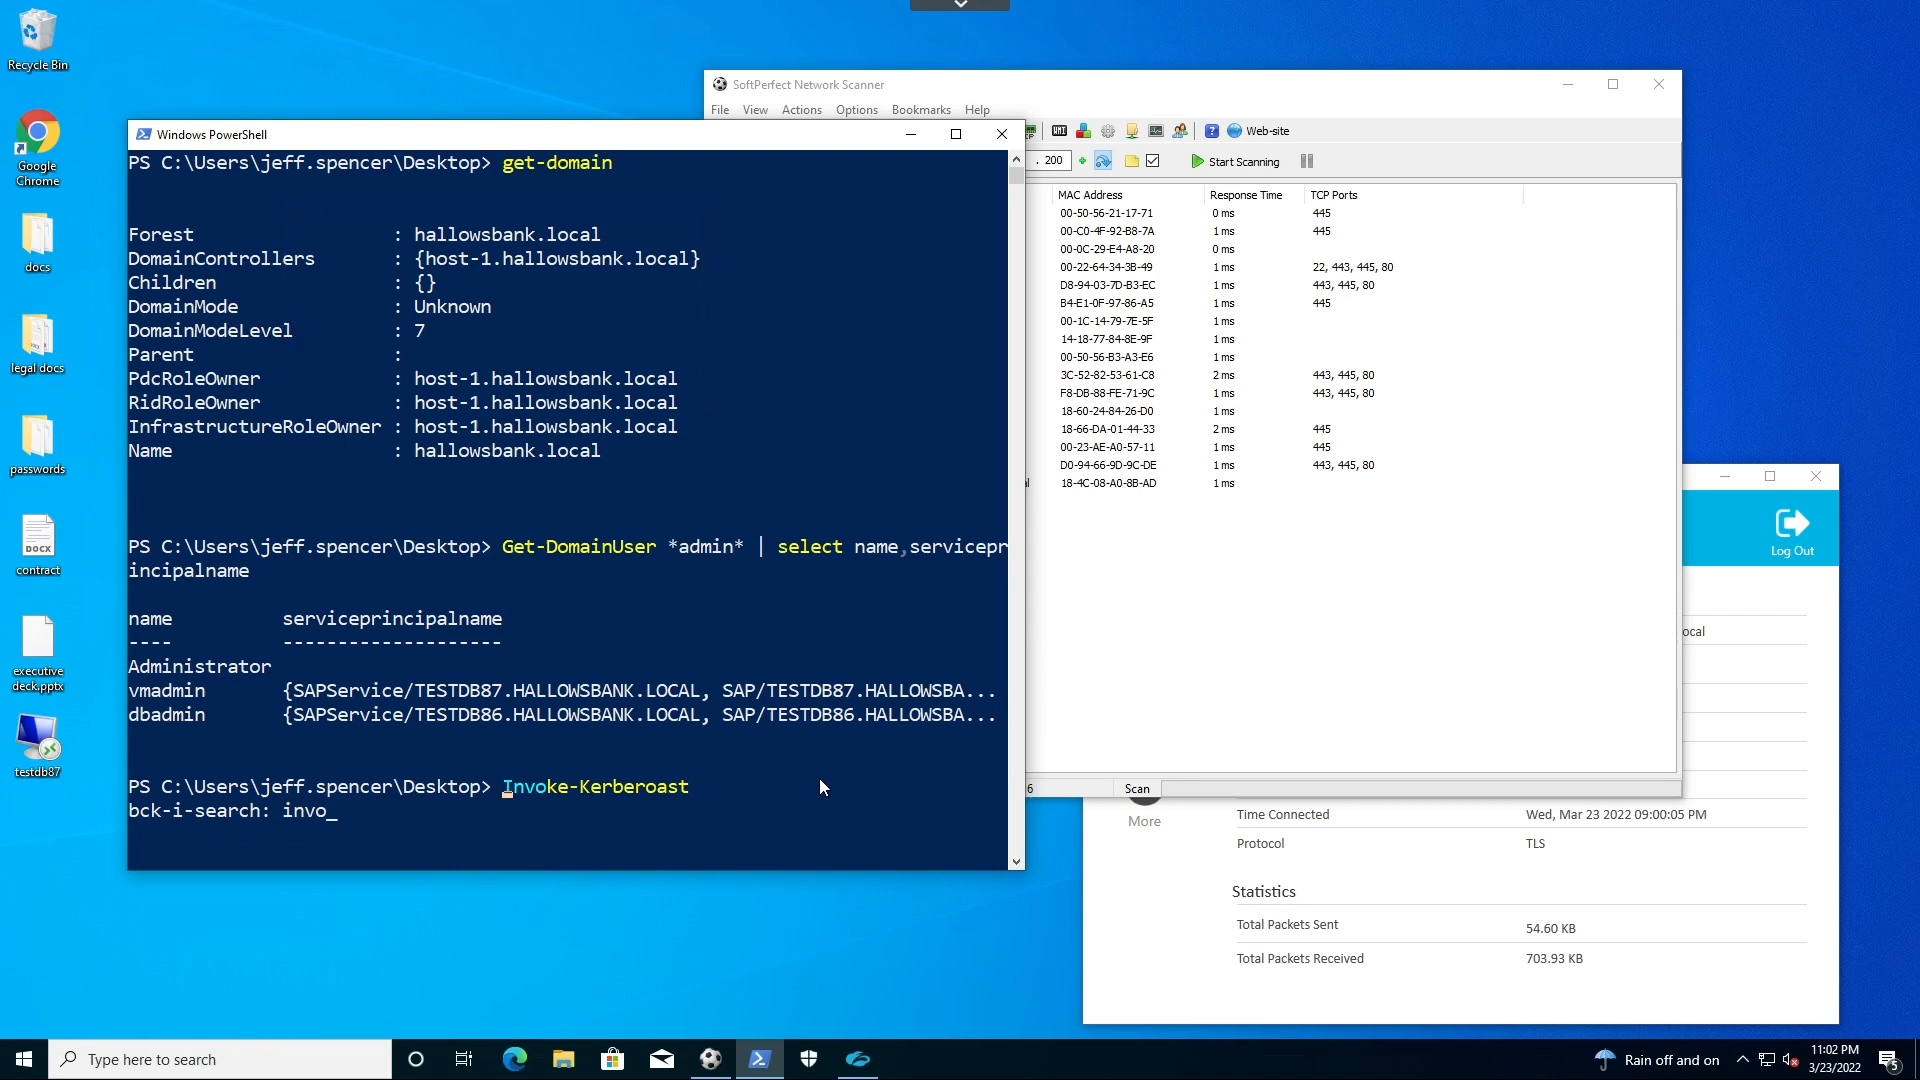 Recycle Bin
Google
Chrome
docs
legal docs
passwords
DOCX
contract
executive
deck.pptx
testdb87
Windows PowerShell
PS C:\Users\jeff.spencer\Desktop> get-domain
Forest : hallowsbank.local
DomainControllers : {host-1.hallowsbank.local}
Children : {}
DomainMode : Unknown
DomainModeLevel : 7
Parent :
PdcRoleOwner : host-1.hallowsbank.local
RidRoleOwner : host-1.hallowsbank.local
InfrastructureRoleOwner : host-1.hallowsbank.local
Name : hallowsbank.local
PS C:\Users\jeff.spencer\Desktop> Get-DomainUser *admin* | select name,servicepr
incipalname
name serviceprincipalname
---- --------------------
Administrator
vmadmin {SAPService/TESTDB87.HALLOWSBANK.LOCAL, SAP/TESTDB87.HALLOWSBA...
dbadmin {SAPService/TESTDB86.HALLOWSBANK.LOCAL, SAP/TESTDB86.HALLOWSBA...
PS C:\Users\jeff.spencer\Desktop> Invoke-Kerberoast
bck-i-search: invo_
SoftPerfect Network Scanner
File View Actions Options Bookmarks Help
Web-site
. 200 Start Scanning
MAC Address Response Time TCP Ports
00-50-56-21-17-71 0 ms 445
00-C0-4F-92-B8-7A 1 ms 445
00-0C-29-E4-A8-20 0 ms
00-22-64-34-3B-49 1 ms 22, 443, 445, 80
D8-94-03-7D-B3-EC 1 ms 443, 445, 80
B4-E1-0F-97-86-A5 1 ms 445
00-1C-14-79-7E-5F 1 ms
14-18-77-84-8E-9F 1 ms
00-50-56-B3-A3-E6 1 ms
3C-52-82-53-61-C8 2 ms 443, 445, 80
F8-DB-88-FE-71-9C 1 ms 443, 445, 80
18-60-24-84-26-D0 1 ms
18-66-DA-01-44-33 2 ms 445
00-23-AE-A0-57-11 1 ms 445
D0-94-66-9D-9C-DE 1 ms 443, 445, 80
al 18-4C-08-A0-8B-AD 1 ms
6 Scan
Log Out
ocal
More
Time Connected Wed, Mar 23 2022 09:00:05 PM
Protocol TLS
Statistics
Total Packets Sent 54.60 KB
Total Packets Received 703.93 KB
Type here to search
Rain off and on
11:02 PM
3/23/2022
5